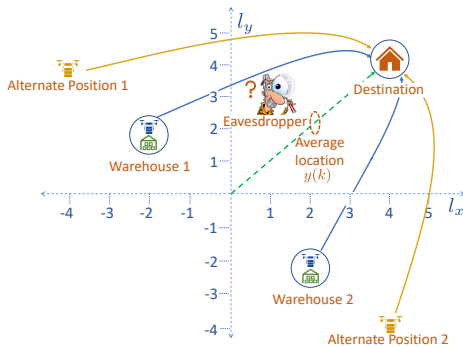 l_y
5
4
3
2
1
-1
-2
-3
-4
-4 -3 -2 -1 1 2 3 4 5 l_x
Alternate Position 1
?
Destination
Eavesdropper
Average
location
y(k)
Warehouse 1
Warehouse 2
Alternate Position 2